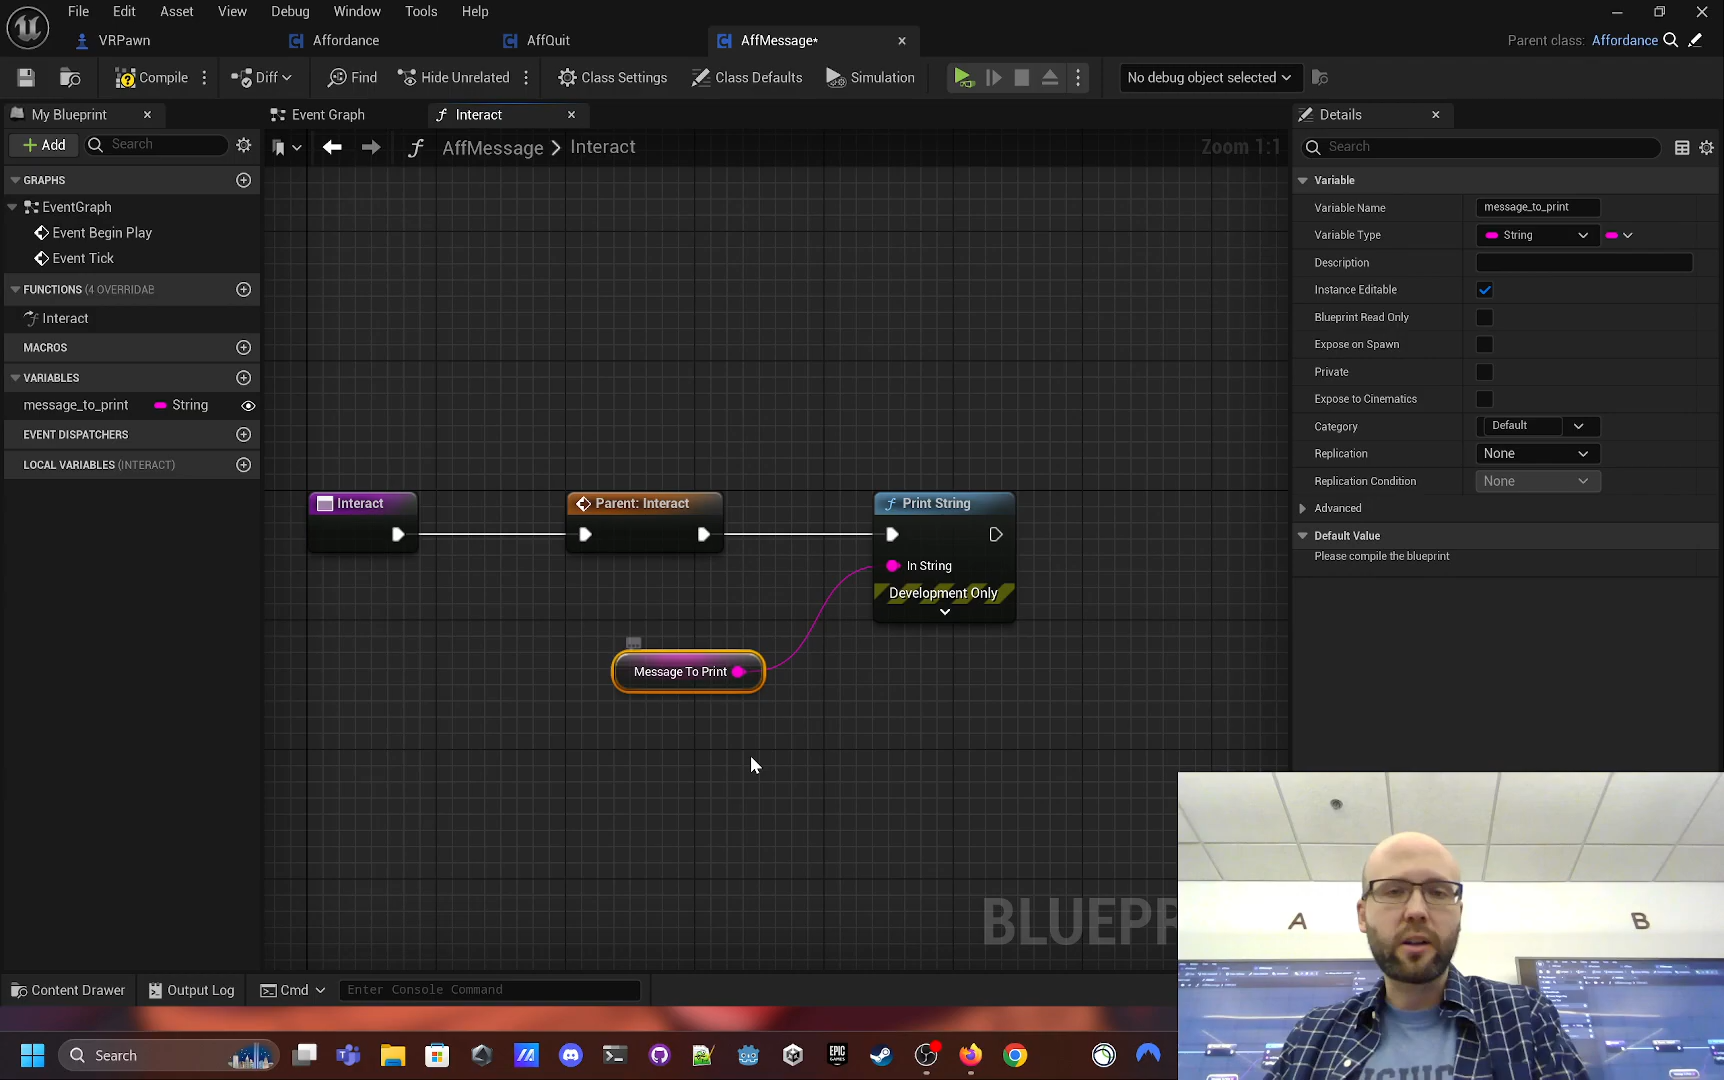 File Edit Asset View Debug Window Tools Help
VRPawn Affordance AffQuit AffMessage* Parent class: Affordance
Compile Diff Find Hide Unrelated Class Settings Class Defaults Simulation No debug object selected
My Blueprint Event Graph Interact Details
Add Search AffMessage > Interact Zoom 1:1 Search
GRAPHS Variable
EventGraph Variable Name message_to_print
Event Begin Play Variable Type String
Event Tick Description
FUNCTIONS (4 OVERRIDAB Instance Editable
Interact Blueprint Read Only
MACROS Expose on Spawn
VARIABLES Private
message_to_print String Expose to Cinematics
EVENT DISPATCHERS Category Default
LOCAL VARIABLES (INTERACT) Replication None
Replication Condition None
Advanced
Interact Parent: Interact Print String
Default Value
Please compile the blueprint
In String
Development Only
Message To Print
BLUEPR
A B
Content Drawer Output Log Cmd Enter Console Command
Search
EPIC GAMES